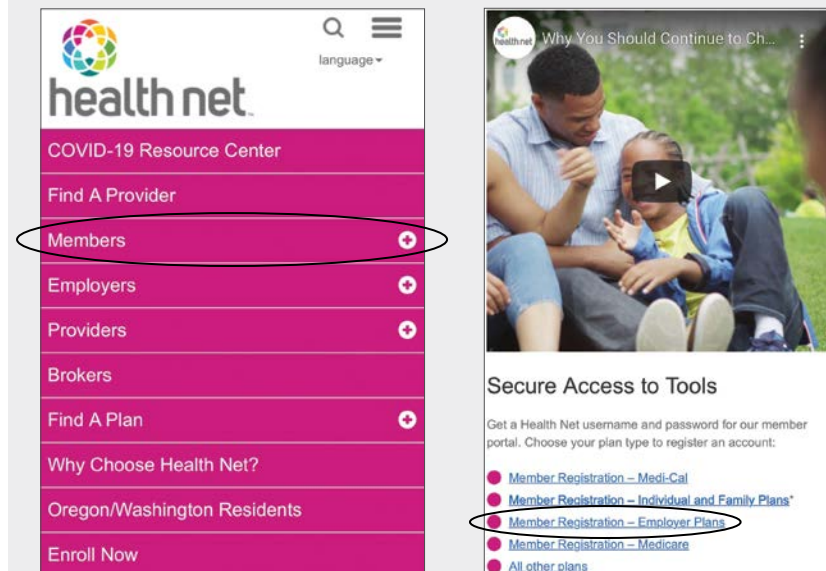 health net
language
COVID-19 Resource Center
Find A Provider
Members
Employers
Providers
Brokers
Find A Plan
Why Choose Health Net?
Oregon/Washington Residents
Enroll Now
health net
Why You Should Continue to Ch...
Secure Access to Tools
Get a Health Net username and password for our member
portal. Choose your plan type to register an account:
Member Registration – Medi-Cal
Member Registration – Individual and Family Plans*
Member Registration – Employer Plans
Member Registration – Medicare
All other plans